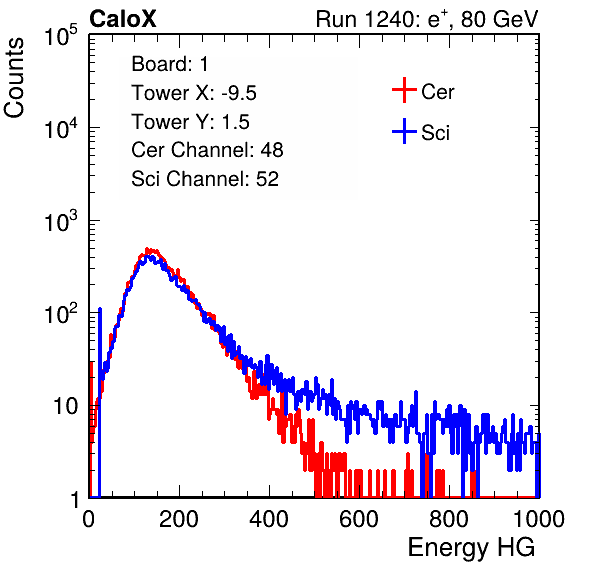 CaloX Run 1240: e⁺, 80 GeV
Board: 1
Tower X: -9.5
Tower Y: 1.5
Cer Channel: 48
Sci Channel: 52
Cer
Sci
Counts
10⁵
10⁴
10³
10²
10
1
0 200 400 600 800 1000
Energy HG